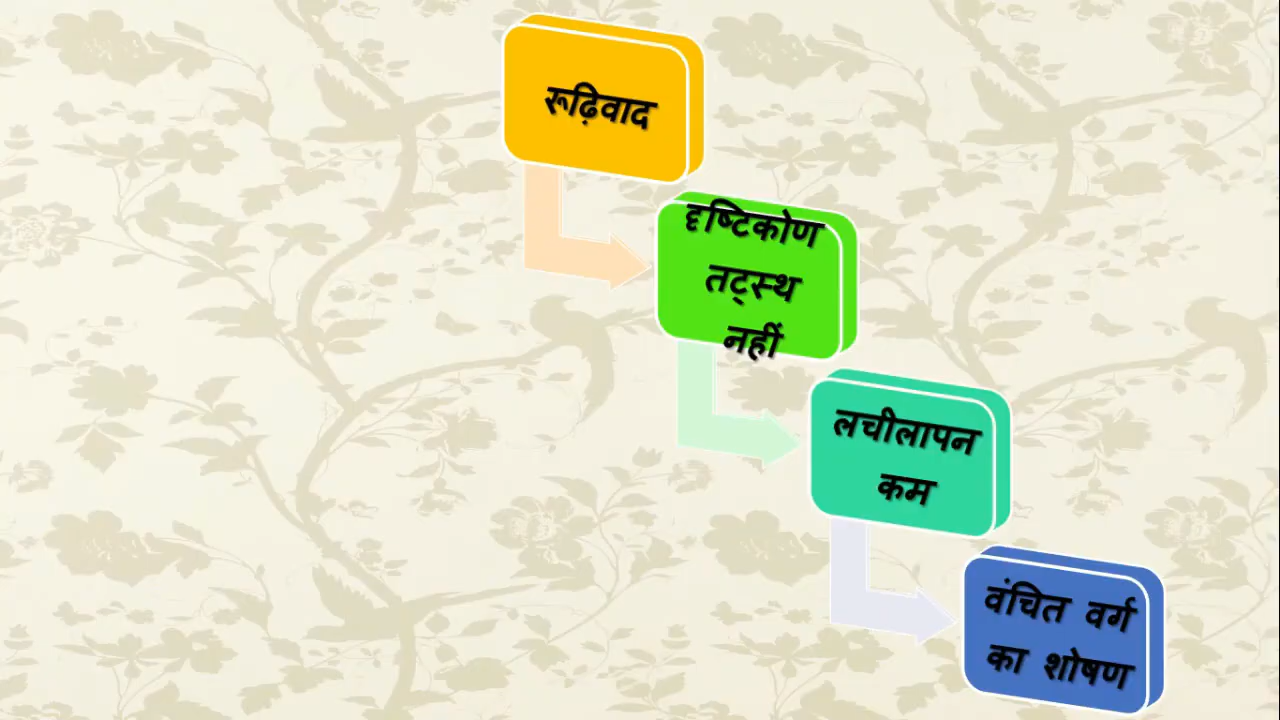 रूढ़िवाद
दृष्टिकोण
तट्स्थ
नहीं
लचीलापन
कम
वंचित वर्ग
का शोषण